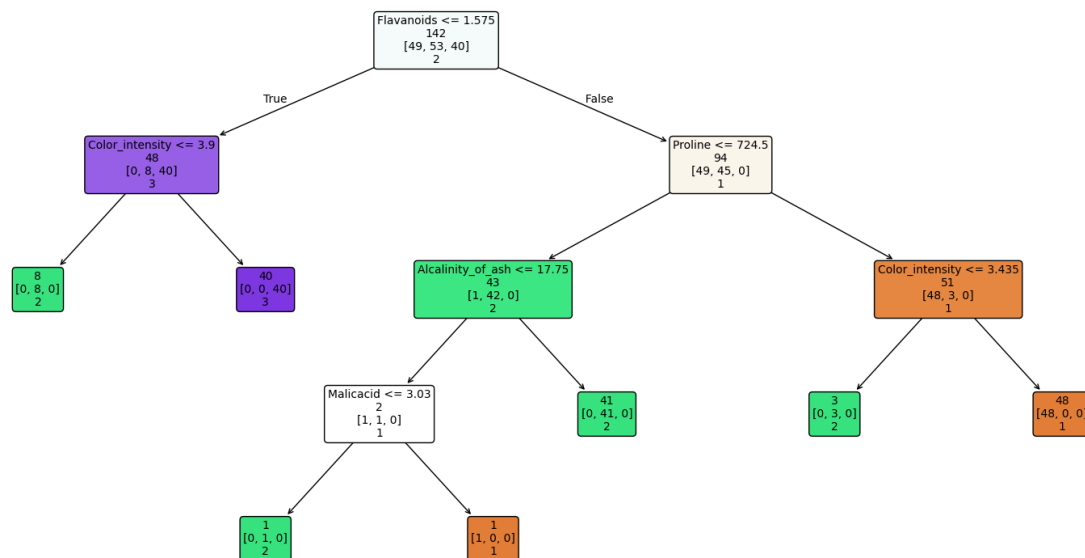 Flavanoids <= 1.575
142
[49, 53, 40]
2
True
False
Color_intensity <= 3.9
48
[0, 8, 40]
3
Proline <= 724.5
94
[49, 45, 0]
1
8
[0, 8, 0]
2
40
[0, 0, 40]
3
Alcalinity_of_ash <= 17.75
43
[1, 42, 0]
2
Color_intensity <= 3.435
51
[48, 3, 0]
1
Malicacid <= 3.03
2
[1, 1, 0]
1
41
[0, 41, 0]
2
3
[0, 3, 0]
2
48
[48, 0, 0]
1
1
[0, 1, 0]
2
1
[1, 0, 0]
1